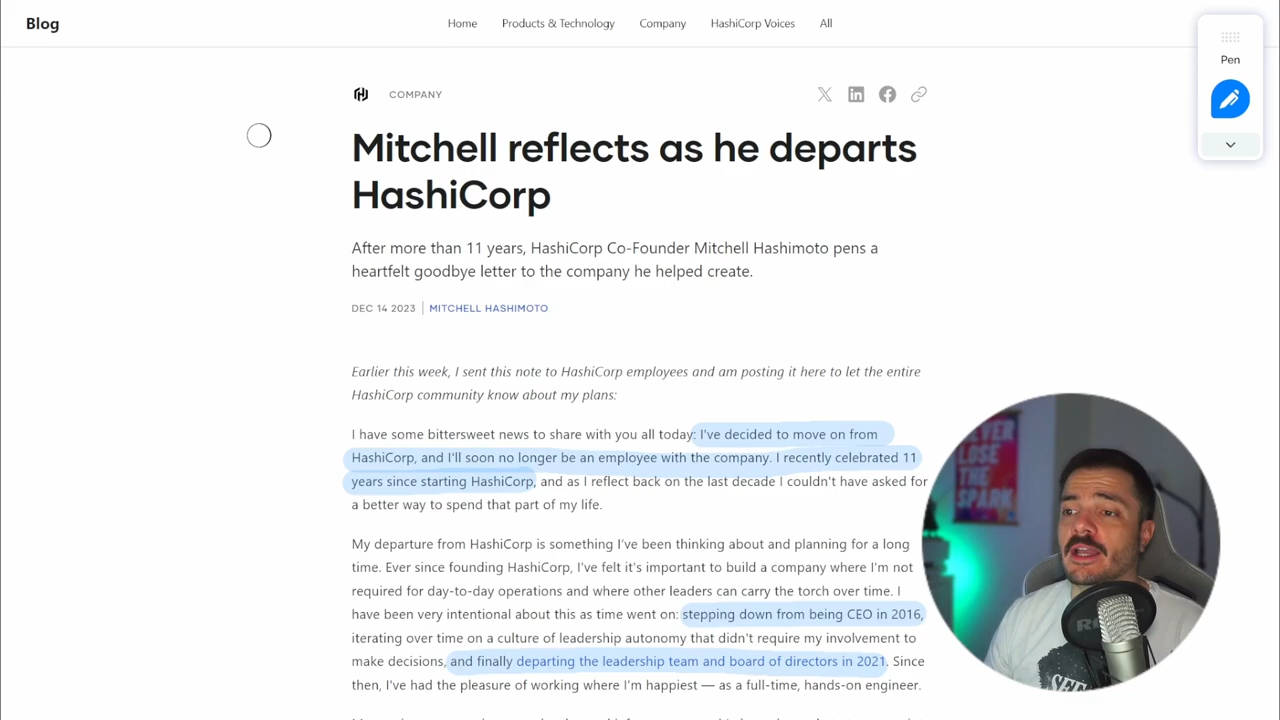 Blog
Home Products & Technology Company HashiCorp Voices All
Pen
COMPANY
Mitchell reflects as he departs
HashiCorp
After more than 11 years, HashiCorp Co-Founder Mitchell Hashimoto pens a
heartfelt goodbye letter to the company he helped create.
DEC 14 2023 | MITCHELL HASHIMOTO
Earlier this week, I sent this note to HashiCorp employees and am posting it here to let the entire
HashiCorp community know about my plans:
I have some bittersweet news to share with you all today: I've decided to move on from
HashiCorp, and I'll soon no longer be an employee with the company. I recently celebrated 11
years since starting HashiCorp, and as I reflect back on the last decade I couldn't have asked for
a better way to spend that part of my life.
My departure from HashiCorp is something I've been thinking about and planning for a long
time. Ever since founding HashiCorp, I've felt it's important to build a company where I'm not
required for day-to-day operations and where other leaders can carry the torch over time. I
have been very intentional about this as time went on: stepping down from being CEO in 2016,
iterating over time on a culture of leadership autonomy that didn't require my involvement to
make decisions, and finally departing the leadership team and board of directors in 2021. Since
then, I've had the pleasure of working where I'm happiest — as a full-time, hands-on engineer.
LOSE
THE
SPARK